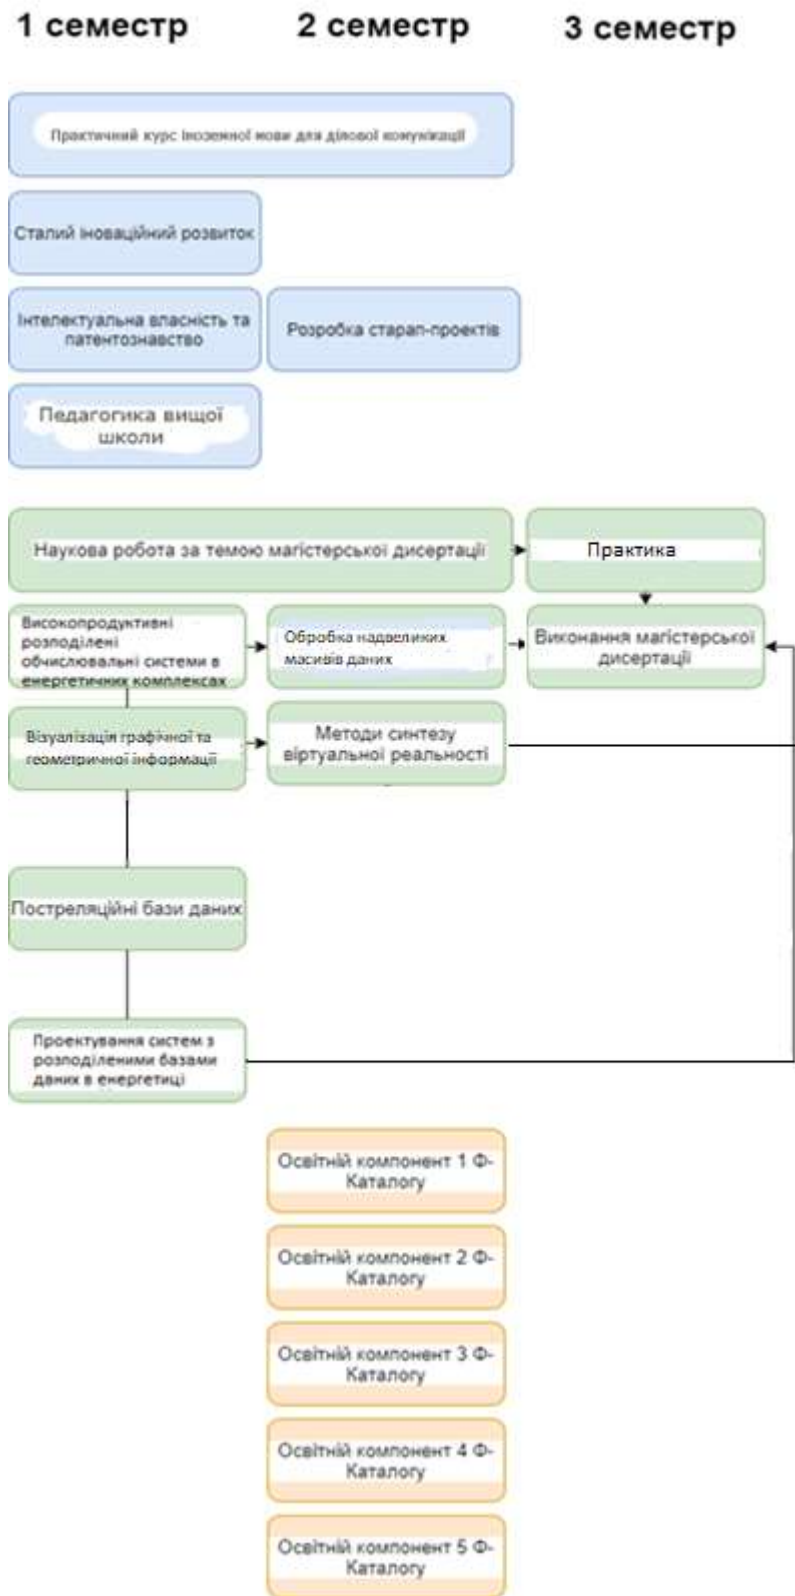 1 семестр
2 семестр
3 семестр
Практичний курс іноземної мови для ділової комунікації
Сталий іноваційний розвиток
Інтелектуальна власність та
патентознавство
Розробка старап-проектів
Педагогика вищої
школи
Наукова робота за темою магістерської дисертації
Практика
Високопродуктивні
розподілені
обчислювальні системи в
енергетичних комплексах
Обробка надвеликих
масивів даних
Виконання магістерської
дисертації
Візуалізація графічної та
геометричної інформації
Методи синтезу
віртуальної реальності
Постреляційні бази даних
Проектування систем з
розподіленими базами
даних в енергетиці
Освітній компонент 1 Ф-
Каталогу
Освітній компонент 2 Ф-
Каталогу
Освітній компонент 3 Ф-
Каталогу
Освітній компонент 4 Ф-
Каталогу
Освітній компонент 5 Ф-
Каталогу